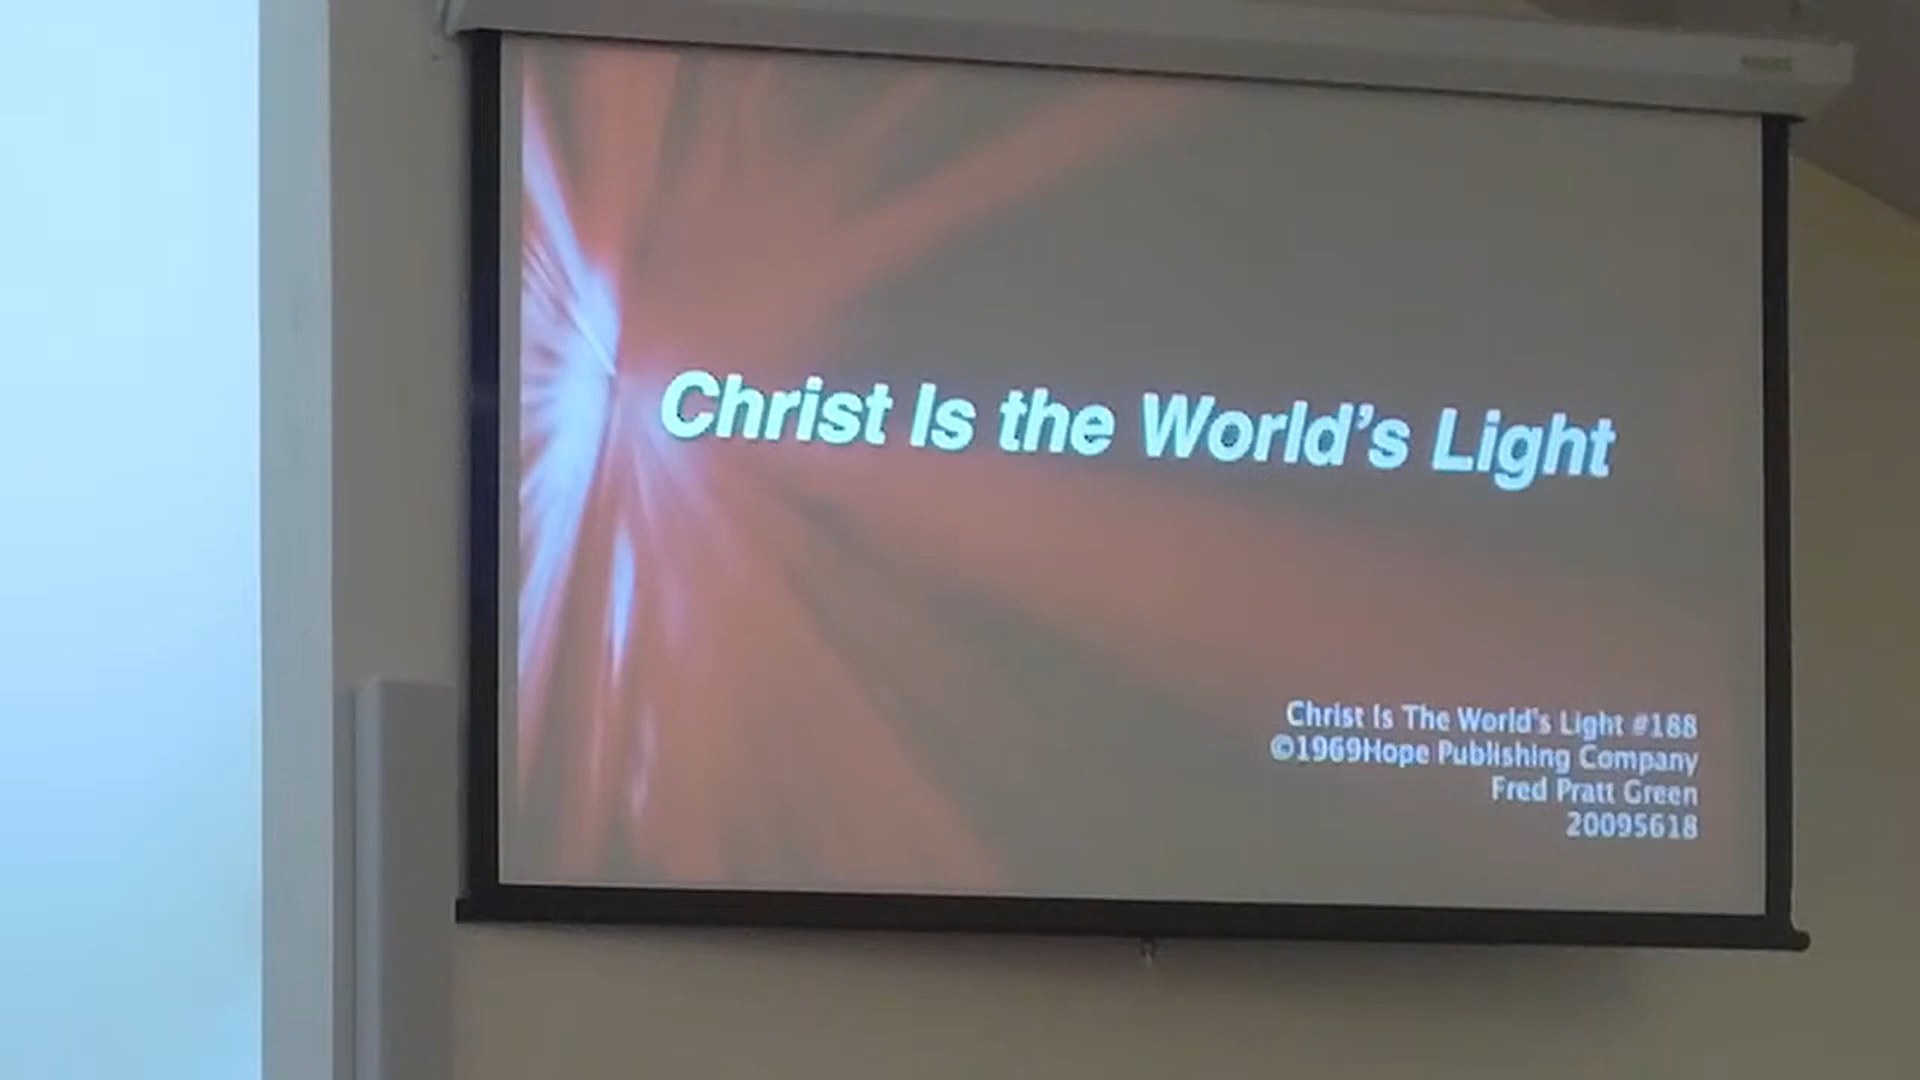 Christ Is the World’s Light
Christ Is The World's Light #188
©1969Hope Publishing Company
Fred Pratt Green
20095618